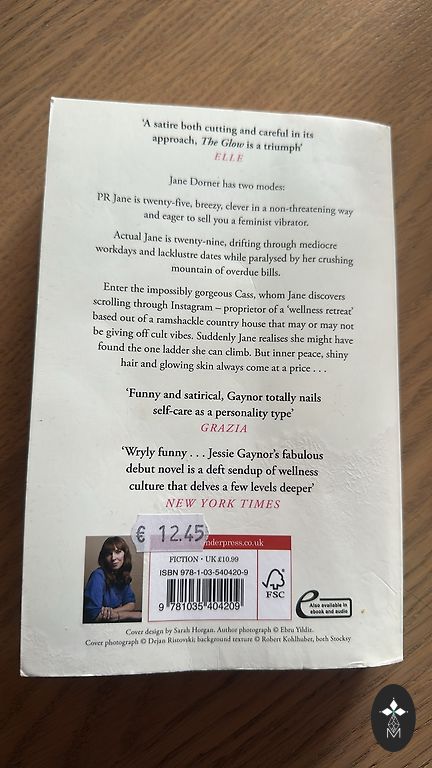 ‘A satire both cutting and careful in its
approach, The Glow is a triumph’
ELLE
Jane Dorner has two modes:
PR Jane is twenty-five, breezy, clever in a non-threatening way
and eager to sell you a feminist vibrator.
Actual Jane is twenty-nine, drifting through mediocre
workdays and lacklustre dates while paralysed by her crushing
mountain of overdue bills.
Enter the impossibly gorgeous Cass, whom Jane discovers
scrolling through Instagram – proprietor of a ‘wellness retreat’
based out of a ramshackle country house that may or may not
be giving off cult vibes. Suddenly Jane realises she might have
found the one ladder she can climb. But inner peace, shiny
hair and glowing skin always come at a price . . .
‘Funny and satirical, Gaynor totally nails
self-care as a personality type’
GRAZIA
‘Wryly funny . . . Jessie Gaynor’s fabulous
debut novel is a deft sendup of wellness
culture that delves a few levels deeper’
NEW YORK TIMES
€ 12.45
nderpress.co.uk
FICTION • UK £10.99
ISBN 978-1-03-540420-9
9 781035 404209
FSC
e
Also available in
ebook and audio
Cover design by Sarah Horgan. Author photograph © Ebru Yildiz.
Cover photograph © Dejan Ristovski; background texture © Robert Kohlhuber, both Stocksy
M